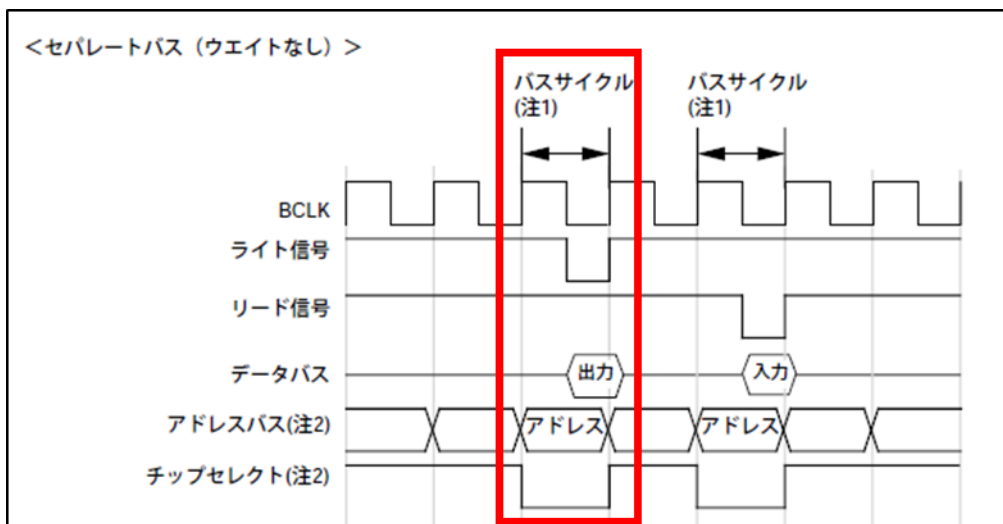 ＜セパレートバス（ウエイトなし）＞
バスサイクル
(注1)
バスサイクル
(注1)
BCLK
ライト信号
リード信号
データバス
出力
入力
アドレスバス(注2)
アドレス
アドレス
チップセレクト(注2)